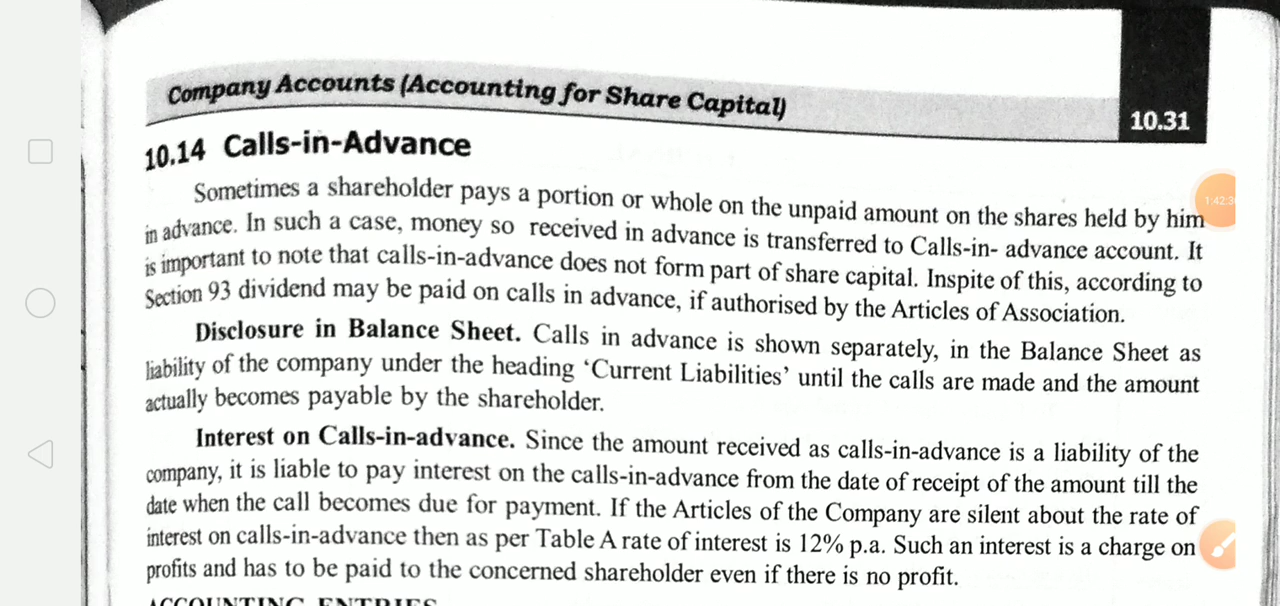 Company Accounts (Accounting for Share Capital)
10.31
10.14 Calls-in-Advance
1:42:3
Sometimes a shareholder pays a portion or whole on the unpaid amount on the shares held by him
in advance. In such a case, money so received in advance is transferred to Calls-in- advance account. It
is important to note that calls-in-advance does not form part of share capital. Inspite of this, according to
Section 93 dividend may be paid on calls in advance, if authorised by the Articles of Association.
Disclosure in Balance Sheet. Calls in advance is shown separately, in the Balance Sheet as
liability of the company under the heading ‘Current Liabilities’ until the calls are made and the amount
actually becomes payable by the shareholder.
Interest on Calls-in-advance. Since the amount received as calls-in-advance is a liability of the
company, it is liable to pay interest on the calls-in-advance from the date of receipt of the amount till the
date when the call becomes due for payment. If the Articles of the Company are silent about the rate of
interest on calls-in-advance then as per Table A rate of interest is 12% p.a. Such an interest is a charge on
profits and has to be paid to the concerned shareholder even if there is no profit.
ACCOUNTING ENTRIES